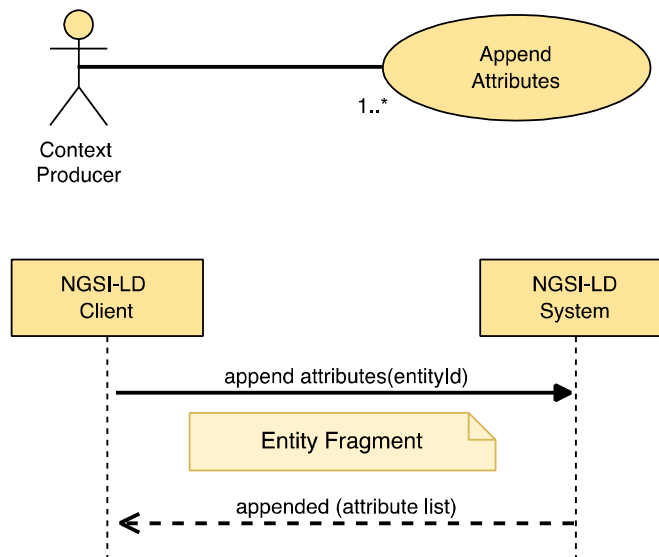 Append
Attributes
1..*
Context
Producer
NGSI-LD
Client
NGSI-LD
System
append attributes(entityId)
Entity Fragment
appended (attribute list)